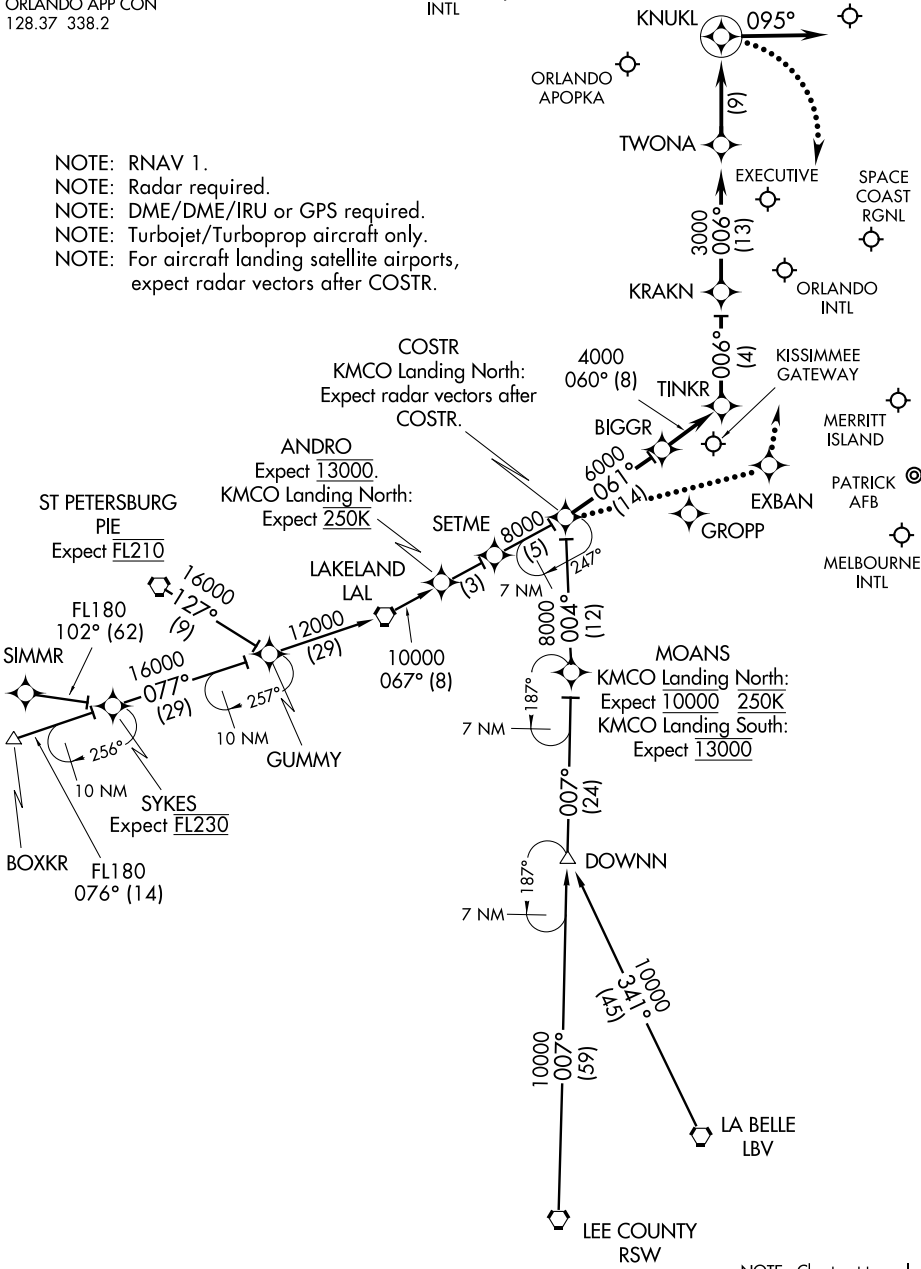 ORLANDO APP CON
128.37 338.2
INTL
KNUKL
095°
ORLANDO
APOPKA
(9)
TWONA
NOTE: RNAV 1.
NOTE: Radar required.
NOTE: DME/DME/IRU or GPS required.
NOTE: Turbojet/Turboprop aircraft only.
NOTE: For aircraft landing satellite airports,
expect radar vectors after COSTR.
EXECUTIVE
SPACE
COAST
RGNL
3000
006°
(13)
KRAKN
ORLANDO
INTL
006°
(4)
COSTR
KMCO Landing North:
Expect radar vectors after
COSTR.
4000
060° (8)
TINKR
KISSIMMEE
GATEWAY
MERRITT
ISLAND
BIGGR
ANDRO
Expect 13000.
KMCO Landing North:
Expect 250K
6000
061°
(14)
EXBAN
PATRICK
AFB
GROPP
MELBOURNE
INTL
ST PETERSBURG
PIE
Expect FL210
SETME
8000
(5)
247°
7 NM
LAKELAND
LAL
(3)
16000
127°
(9)
12000
(29)
10000
067° (8)
8000
004°
(12)
FL180
102° (62)
SIMMR
16000
077°
(29)
257°
10 NM
GUMMY
MOANS
KMCO Landing North:
Expect 10000 250K
KMCO Landing South:
Expect 13000
187°
7 NM
256°
10 NM
SYKES
Expect FL230
BOXKR
FL180
076° (14)
007°
(24)
DOWNN
187°
7 NM
10000
341°
(45)
10000
007°
(59)
LA BELLE
LBV
LEE COUNTY
RSW